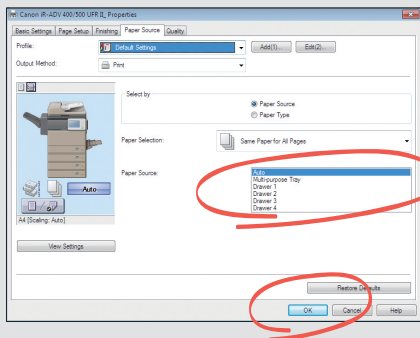 Canon iR-ADV 400/500 UFR II_ Properties
Basic Settings Page Setup Finishing Paper Source Quality
Profile: Default Settings Add(1)... Edit(2)...
Output Method: Print
Select by
Paper Source
Paper Type
Paper Selection: Same Paper for All Pages
Paper Source: Auto
Multi-purpose Tray
Drawer 1
Drawer 2
Drawer 3
Drawer 4
Auto
A4 [Scaling: Auto]
View Settings
Restore Defaults
OK Cancel Help